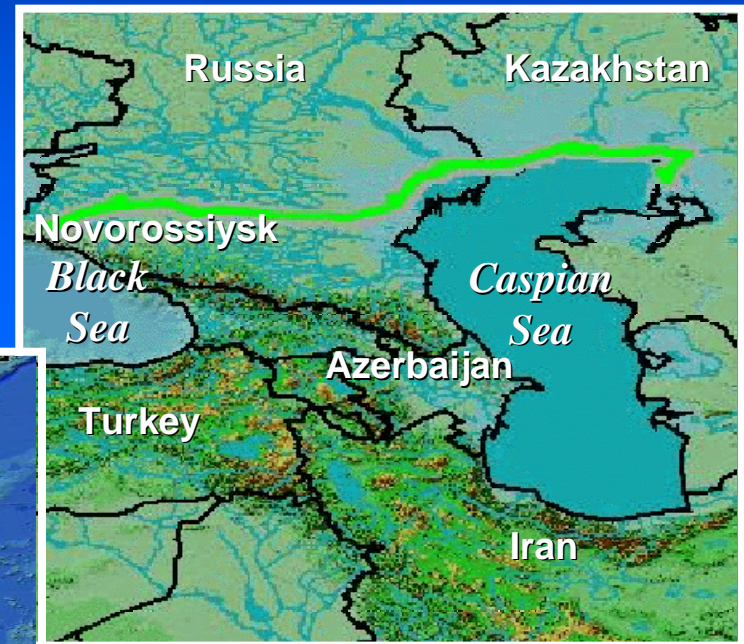 Russia
Kazakhstan
Novorossiysk
Black
Sea
Caspian
Sea
Azerbaijan
Turkey
Iran